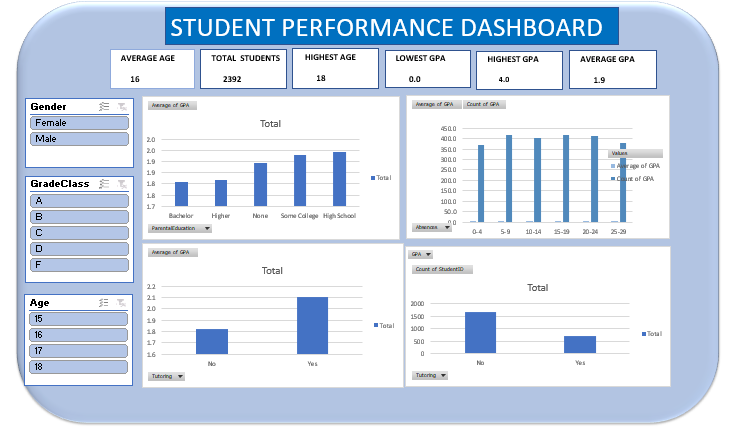 STUDENT PERFORMANCE DASHBOARD
AVERAGE AGE
16
TOTAL STUDENTS
2392
HIGHEST AGE
18
LOWEST GPA
0.0
HIGHEST GPA
4.0
AVERAGE GPA
1.9
Gender
Female
Male
GradeClass
A
B
C
D
F
Age
15
16
17
18
Average of GPA
Total
2.0
2.0
1.9
1.9
1.8
1.8
1.7
Bachelor Higher None Some College High School
Total
ParentalEducation
Average of GPA Count of GPA
450.0
400.0
350.0
300.0
250.0
200.0
150.0
100.0
50.0
0.0
0-4 5-9 10-14 15-19 20-24 25-29
Values
Average of GPA
Count of GPA
Absences
Average of GPA
Total
2.2
2.1
2.0
1.9
1.8
1.7
1.6
No Yes
Total
Tutoring
GPA
Count of StudentID
Total
2000
1500
1000
500
0
No Yes
Total
Tutoring